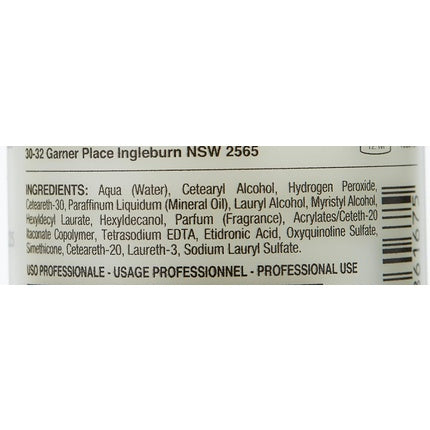 30-32 Garner Place Ingleburn NSW 2565
INGREDIENTS: Aqua (Water), Cetearyl Alcohol, Hydrogen Peroxide,
Ceteareth-30, Paraffinum Liquidum (Mineral Oil), Lauryl Alcohol, Myristyl Alcohol,
Hexyldecyl Laurate, Hexyldecanol, Parfum (Fragrance), Acrylates/Ceteth-20
Itaconate Copolymer, Tetrasodium EDTA, Etidronic Acid, Oxyquinoline Sulfate,
Simethicone, Ceteareth-20, Laureth-3, Sodium Lauryl Sulfate.
USO PROFESSIONALE - USAGE PROFESSIONNEL - PROFESSIONAL USE